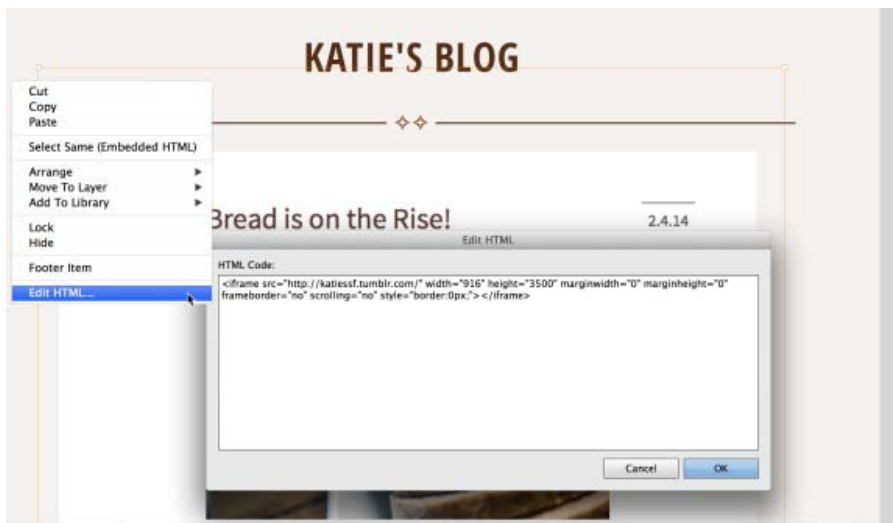 KATIE'S BLOG
Cut
Copy
Paste
Select Same (Embedded HTML)
Arrange
Move To Layer
Add To Library
Lock
Hide
Footer Item
Edit HTML...
Bread is on the Rise!
2.4.14
Edit HTML
HTML Code:
<iframe src="http://katiessf.tumblr.com/" width="916" height="3500" marginwidth="0" marginheight="0"
frameborder="no" scrolling="no" style="border:0px;"></iframe>
Cancel
OK